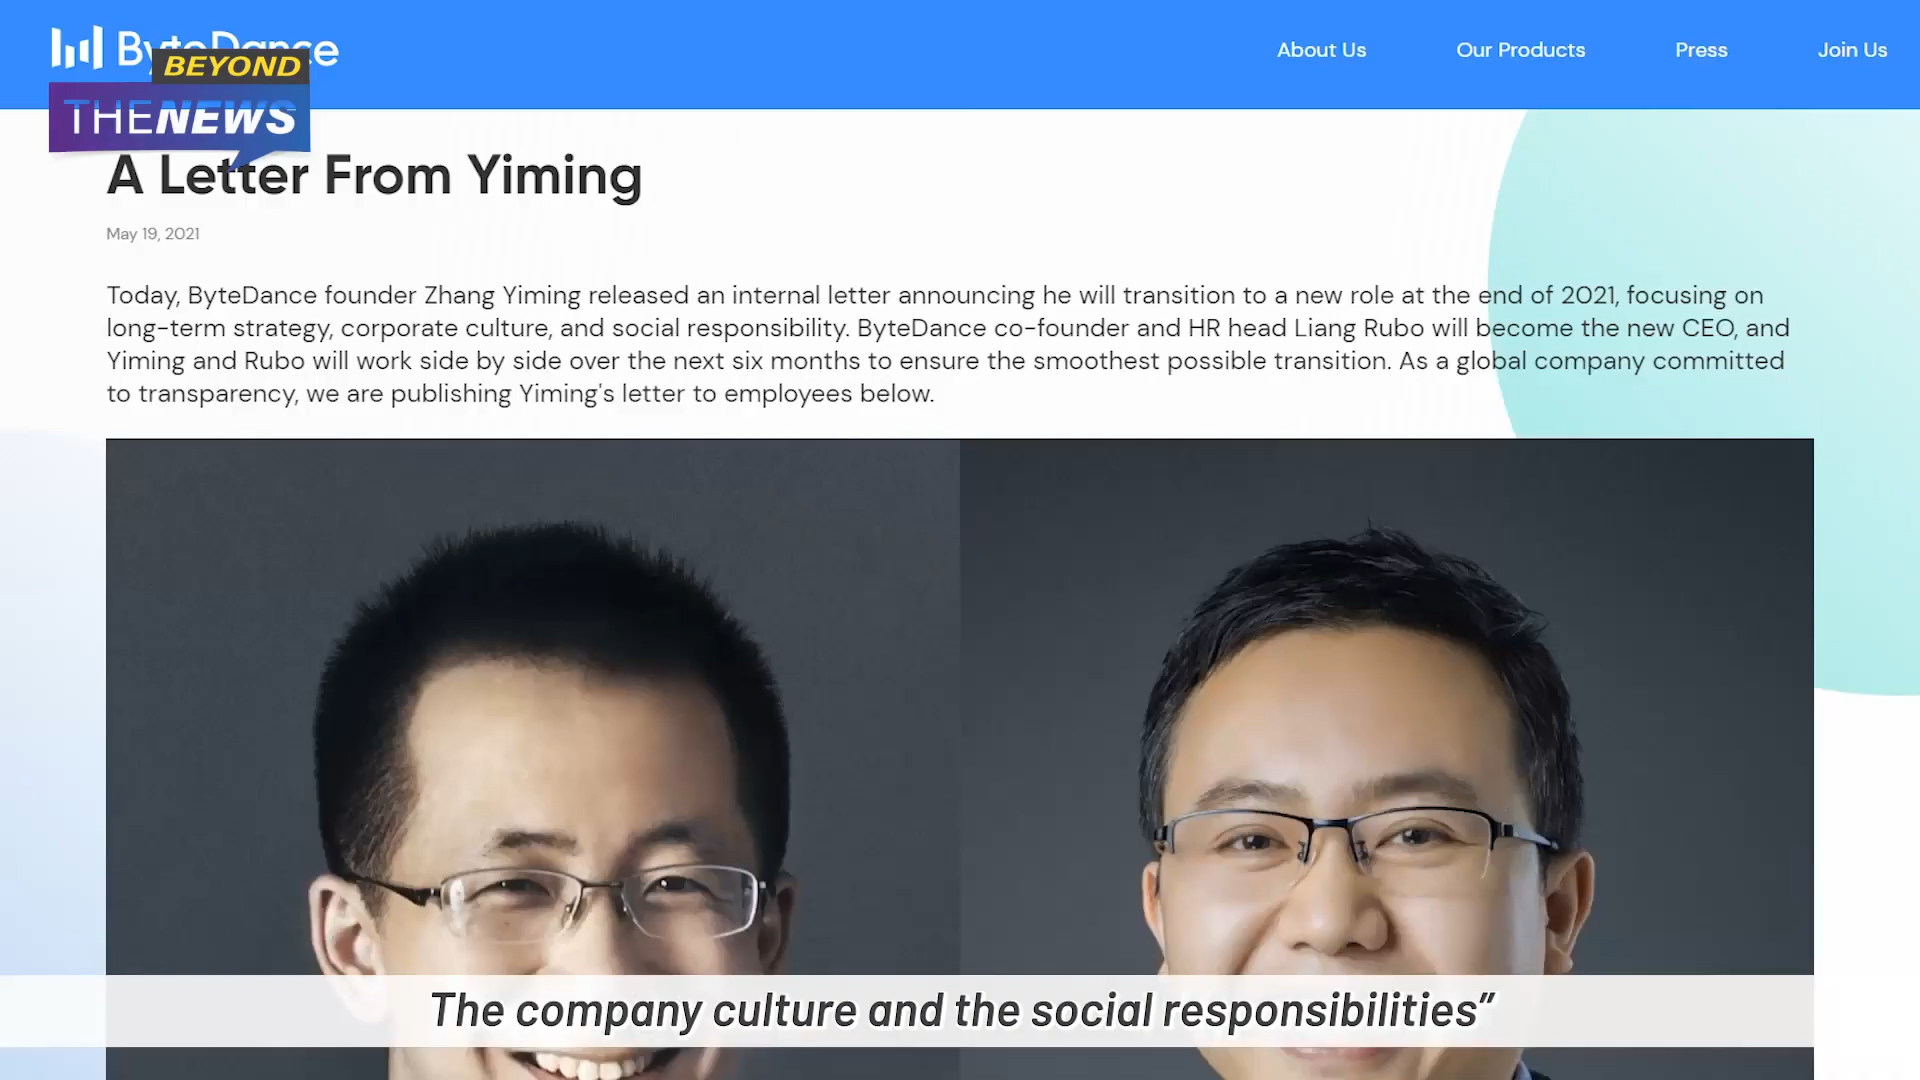 ByteDance
About Us
Our Products
Press
Join Us
BEYOND
THENEWS
A Letter From Yiming
May 19, 2021
Today, ByteDance founder Zhang Yiming released an internal letter announcing he will transition to a new role at the end of 2021, focusing on
long-term strategy, corporate culture, and social responsibility. ByteDance co-founder and HR head Liang Rubo will become the new CEO, and
Yiming and Rubo will work side by side over the next six months to ensure the smoothest possible transition. As a global company committed
to transparency, we are publishing Yiming's letter to employees below.
The company culture and the social responsibilities”